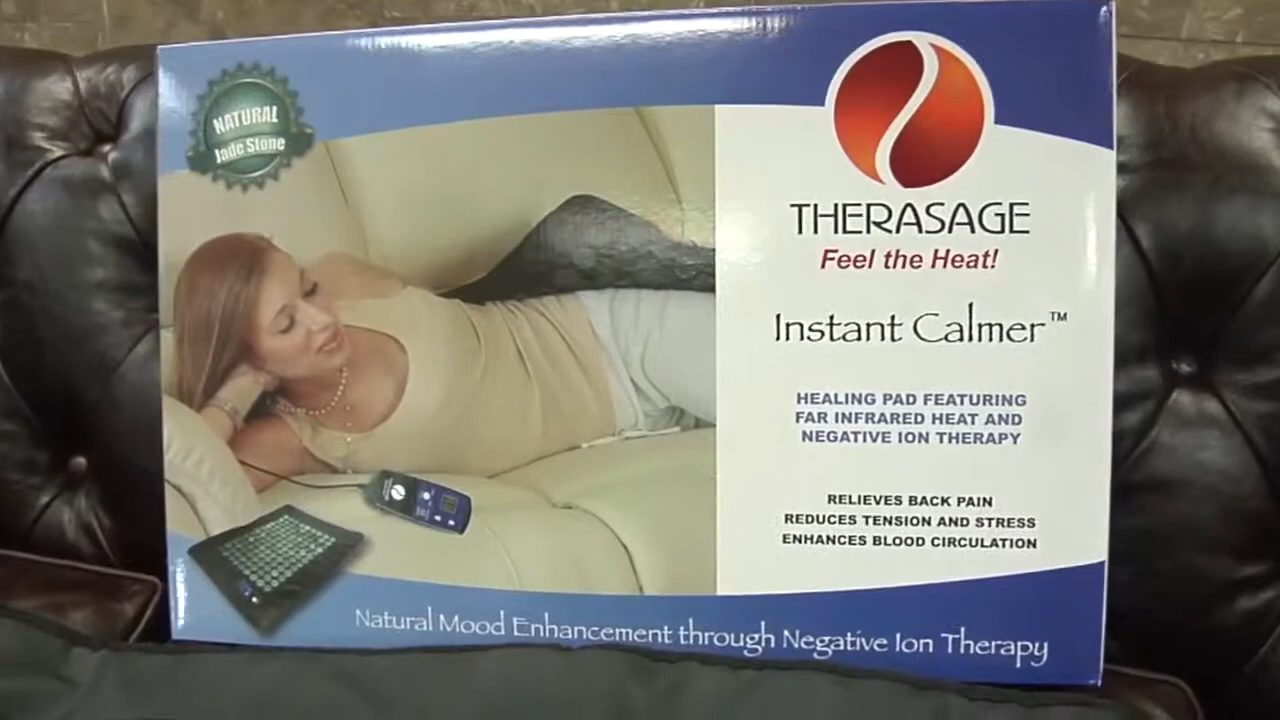 NATURAL
Jade Stone
THERASAGE
Feel the Heat!
Instant Calmer™
HEALING PAD FEATURING
FAR INFRARED HEAT AND
NEGATIVE ION THERAPY
RELIEVES BACK PAIN
REDUCES TENSION AND STRESS
ENHANCES BLOOD CIRCULATION
Natural Mood Enhancement through Negative Ion Therapy